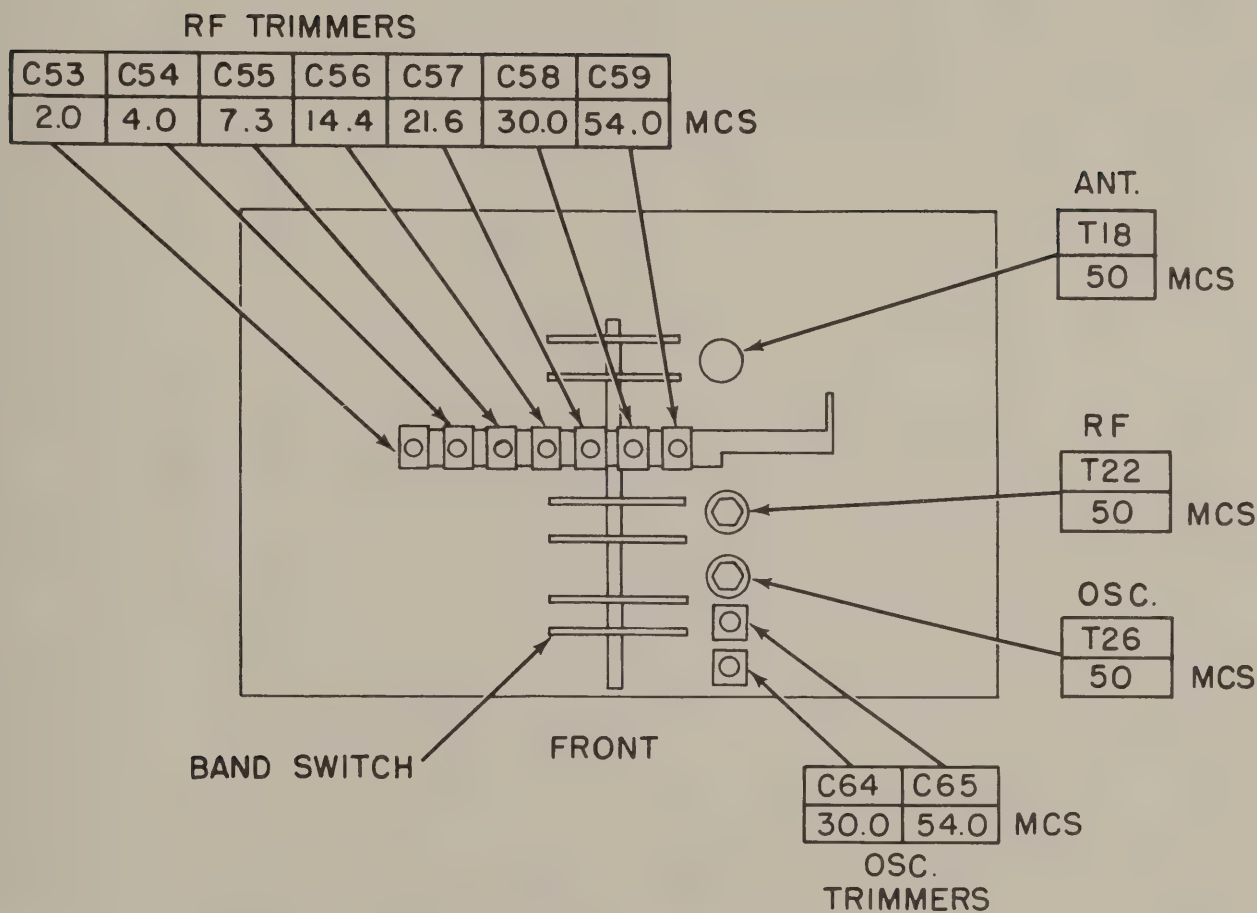 RF TRIMMERS
C53 C54 C55 C56 C57 C58 C59
2.0 4.0 7.3 14.4 21.6 30.0 54.0 MCS
ANT.
T18
50 MCS
RF
T22
50 MCS
OSC.
T26
50 MCS
BAND SWITCH
FRONT
C64 C65
30.0 54.0 MCS
OSC.
TRIMMERS